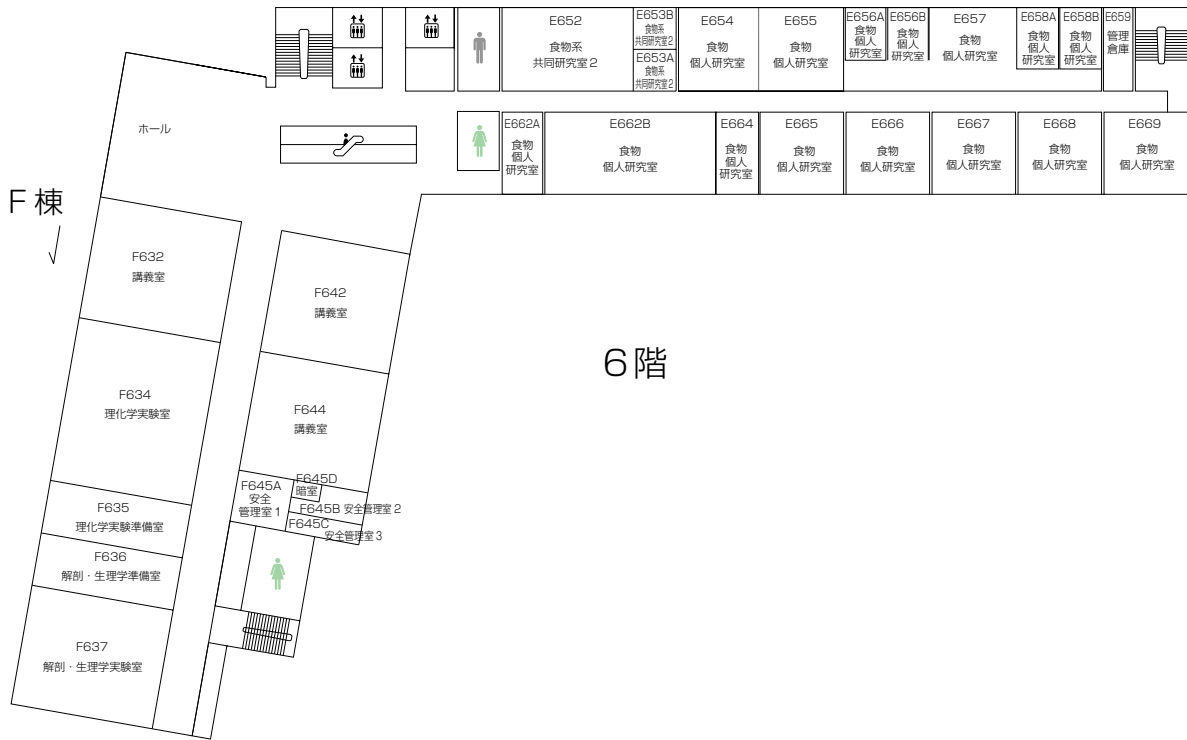 E652
食物系
共同研究室2
E653B
食物系
共同研究室2
E653A
食物系
共同研究室2
E654
食物
個人研究室
E655
食物
個人研究室
E656A
食物
個人
研究室
E656B
食物
個人
研究室
E657
食物
個人研究室
E658A
食物
個人
研究室
E658B
食物
個人
研究室
E659
管理
倉庫
ホール
E662A
食物
個人
研究室
E662B
食物
個人研究室
E664
食物
個人
研究室
E665
食物
個人研究室
E666
食物
個人研究室
E667
食物
個人研究室
E668
食物
個人研究室
E669
食物
個人研究室
F棟
F632
講義室
F642
講義室
6階
F634
理化学実験室
F644
講義室
F645A
安全
管理室1
F645D
暗室
F645B 安全管理室2
F645C
安全管理室3
F635
理化学実験準備室
F636
解剖・生理学準備室
F637
解剖・生理学実験室